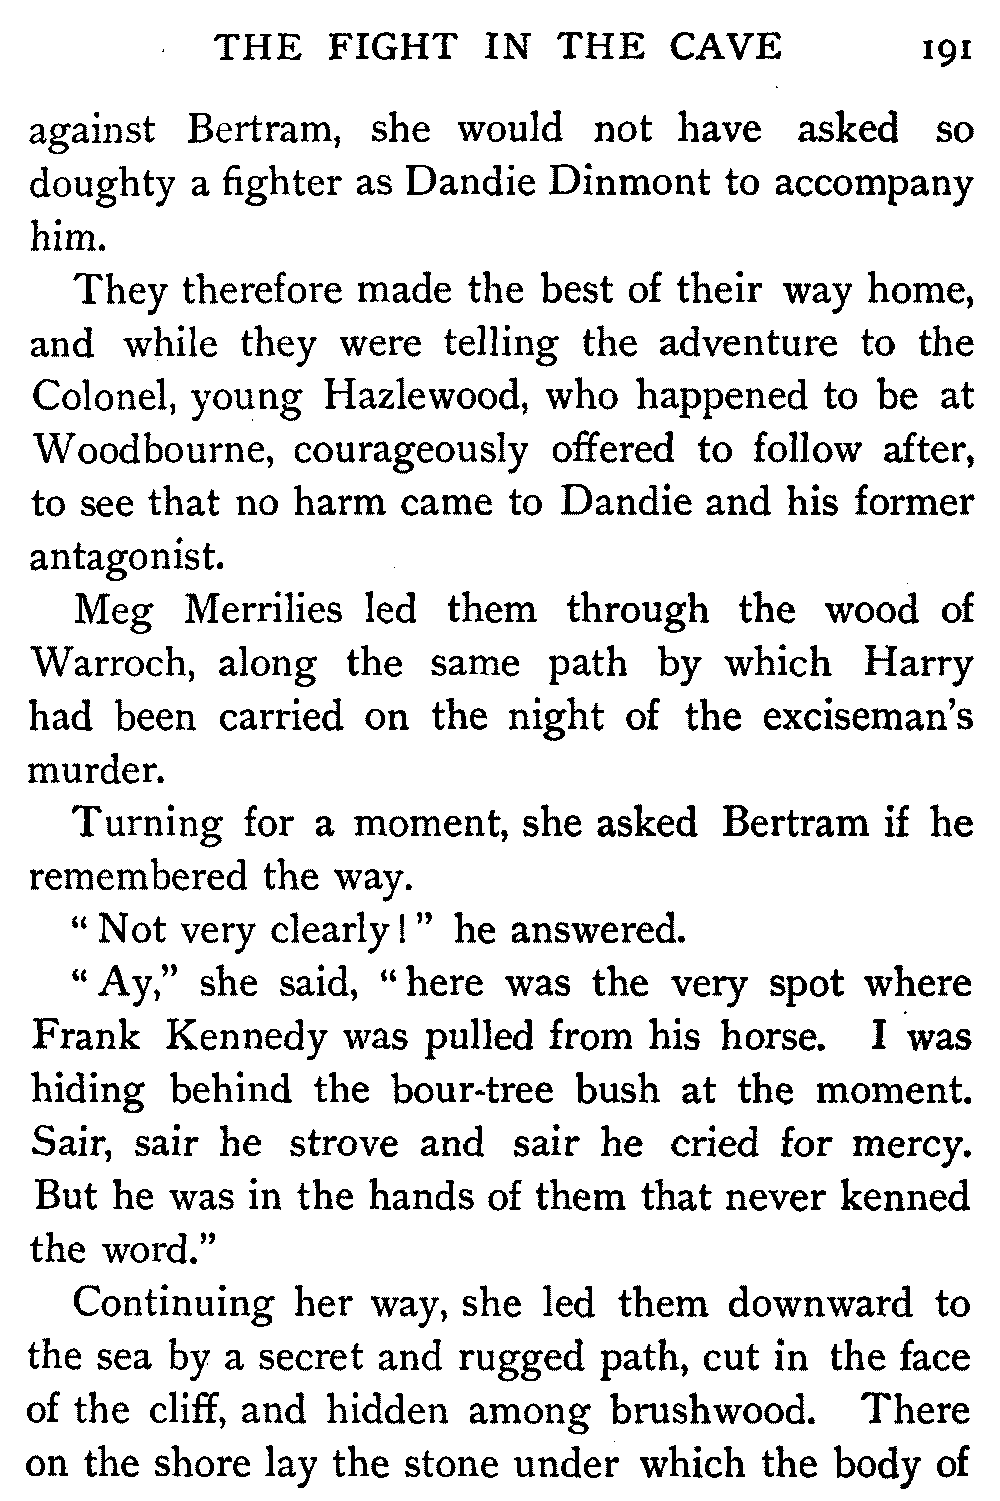 THE FIGHT IN THE CAVE 191
against Bertram, she would not have asked so
doughty a fighter as Dandie Dinmont to accompany
him.
They therefore made the best of their way home,
and while they were telling the adventure to the
Colonel, young Hazlewood, who happened to be at
Woodbourne, courageously offered to follow after,
to see that no harm came to Dandie and his former
antagonist.
Meg Merrilies led them through the wood of
Warroch, along the same path by which Harry
had been carried on the night of the exciseman's
murder.
Turning for a moment, she asked Bertram if he
remembered the way.
"Not very clearly!" he answered.
"Ay," she said, "here was the very spot where
Frank Kennedy was pulled from his horse. I was
hiding behind the bour-tree bush at the moment.
Sair, sair he strove and sair he cried for mercy.
But he was in the hands of them that never kenned
the word."
Continuing her way, she led them downward to
the sea by a secret and rugged path, cut in the face
of the cliff, and hidden among brushwood. There
on the shore lay the stone under which the body of